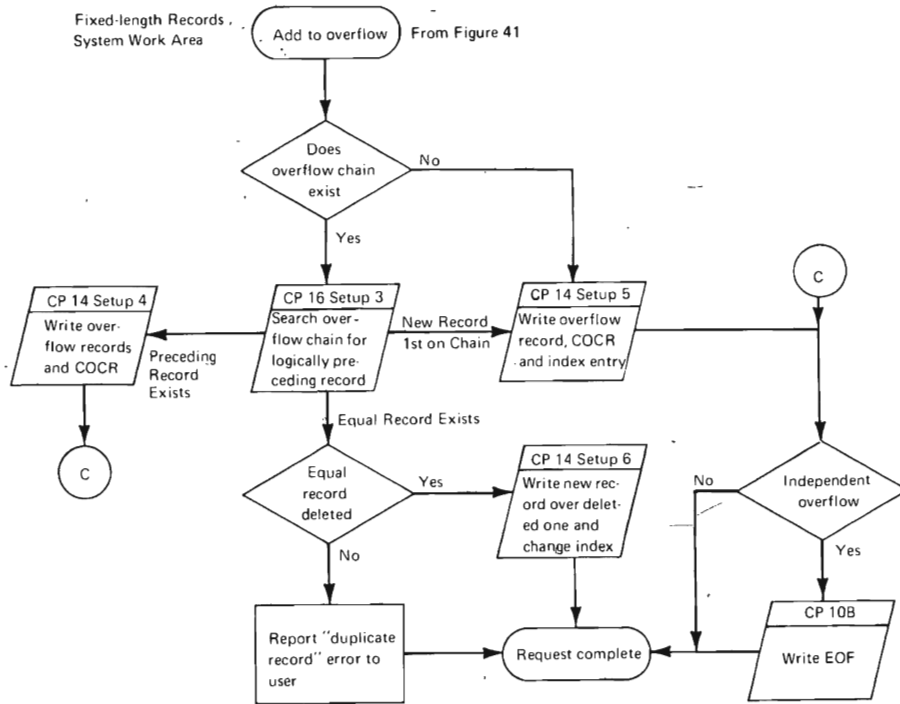 Fixed-length Records,
System Work Area
Add to overflow
From Figure 41
Does
overflow chain
exist
No
Yes
C
CP 14 Setup 4
Write over-
flow records
and COCR
Preceding
Record
Exists
CP 16 Setup 3
Search over-
flow chain for
logically pre-
ceding record
New Record
1st on Chain
CP 14 Setup 5
Write overflow
record, COCR
and index entry
C
Equal Record Exists
Equal
record
deleted
Yes
CP 14 Setup 6
Write new rec-
ord over delet-
ed one and
change index
No
Independent
overflow
No
Yes
Report "duplicate
record" error to
user
Request complete
CP 10B
Write EOF